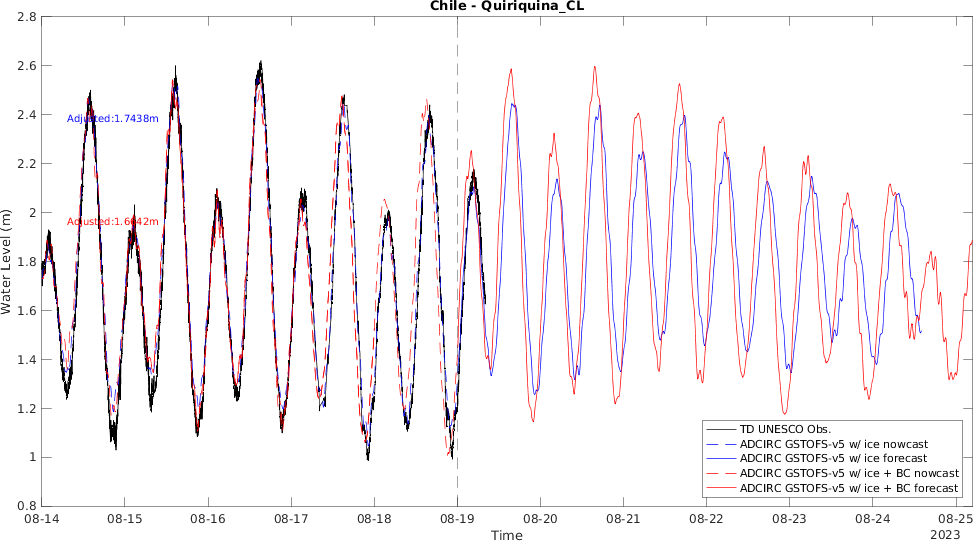 Chile - Quiriquina_CL
2.8
2.6
2.4
2.2
2
1.8
1.6
1.4
1.2
1
0.8
Water Level (m)
Adjusted:1.7438m
Adjusted:1.6642m
TD UNESCO Obs.
ADCIRC GSTOFS-v5 w/ ice nowcast
ADCIRC GSTOFS-v5 w/ ice forecast
ADCIRC GSTOFS-v5 w/ ice + BC nowcast
ADCIRC GSTOFS-v5 w/ ice + BC forecast
08-14 08-15 08-16 08-17 08-18 08-19 08-20 08-21 08-22 08-23 08-24 08-25
2023
Time